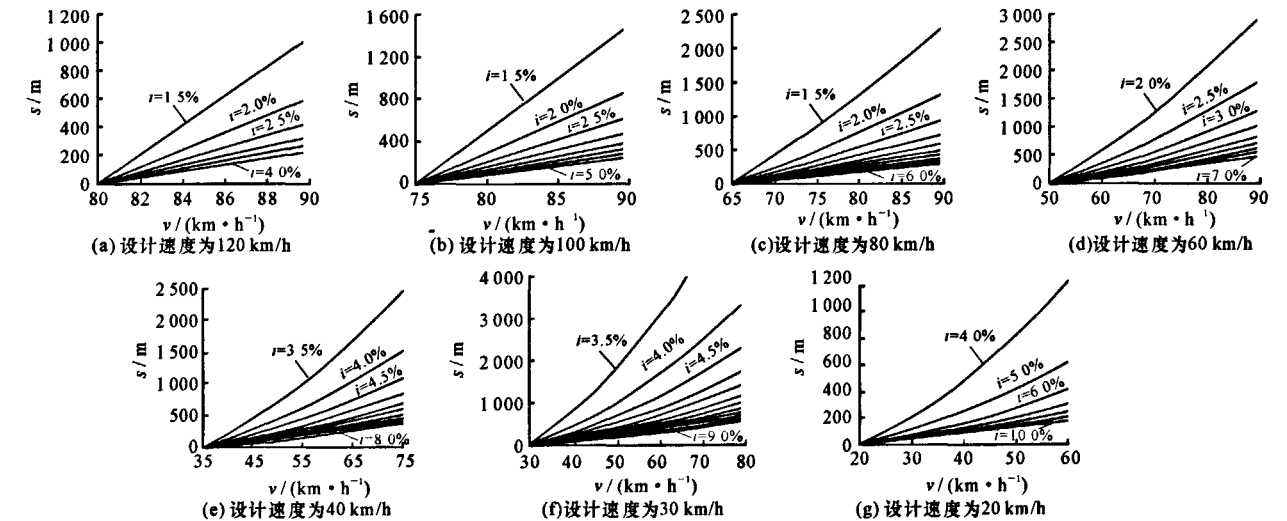 1 200
1 000
800
600
400
200
0
s / m
i=1 5%
i=2.0%
i=2 5%
i=4 0%
80 82 84 86 88 90
v / (km · h⁻¹)
(a) 设计速度为120 km/h
1 600
1 200
800
400
0
s / m
i=1 5%
i=2 0%
i=2 5%
i=5 0%
75 80 85 90
v / (km · h ¹)
(b) 设计速度为100 km/h
2 500
2 000
1 500
1 000
500
0
s / m
i=1.5%
i=2.0%
i=2.5%
i=6 0%
65 70 75 80 85 90
v / (km · h⁻¹)
(c)设计速度为80 km/h
3 000
2 500
2 000
1 500
1 000
500
0
s / m
i=2 0%
i=2.5%
i=3 0%
i=7 0%
50 60 70 80 90
v / (km · h⁻¹)
(d)设计速度为60 km/h
2 500
2 000
1 500
1 000
500
0
s / m
i=3 5%
i=4.0%
i=4.5%
i=8 0%
35 45 55 65 75
v / (km · h⁻¹)
(e) 设计速度为40 km/h
4 000
3 000
2 000
1 000
0
s / m
i=3.5%
i=4.0%
i=4.5%
i=9 0%
30 40 50 60 70 80
v / (km · h⁻¹)
(f)设计速度为30 km/h
1 200
1 000
800
600
400
200
0
s / m
i=4 0%
i=5 0%
i=6 0%
i=10 0%
20 30 40 50 60
v / (km · h⁻¹)
(g) 设计速度为20 km/h